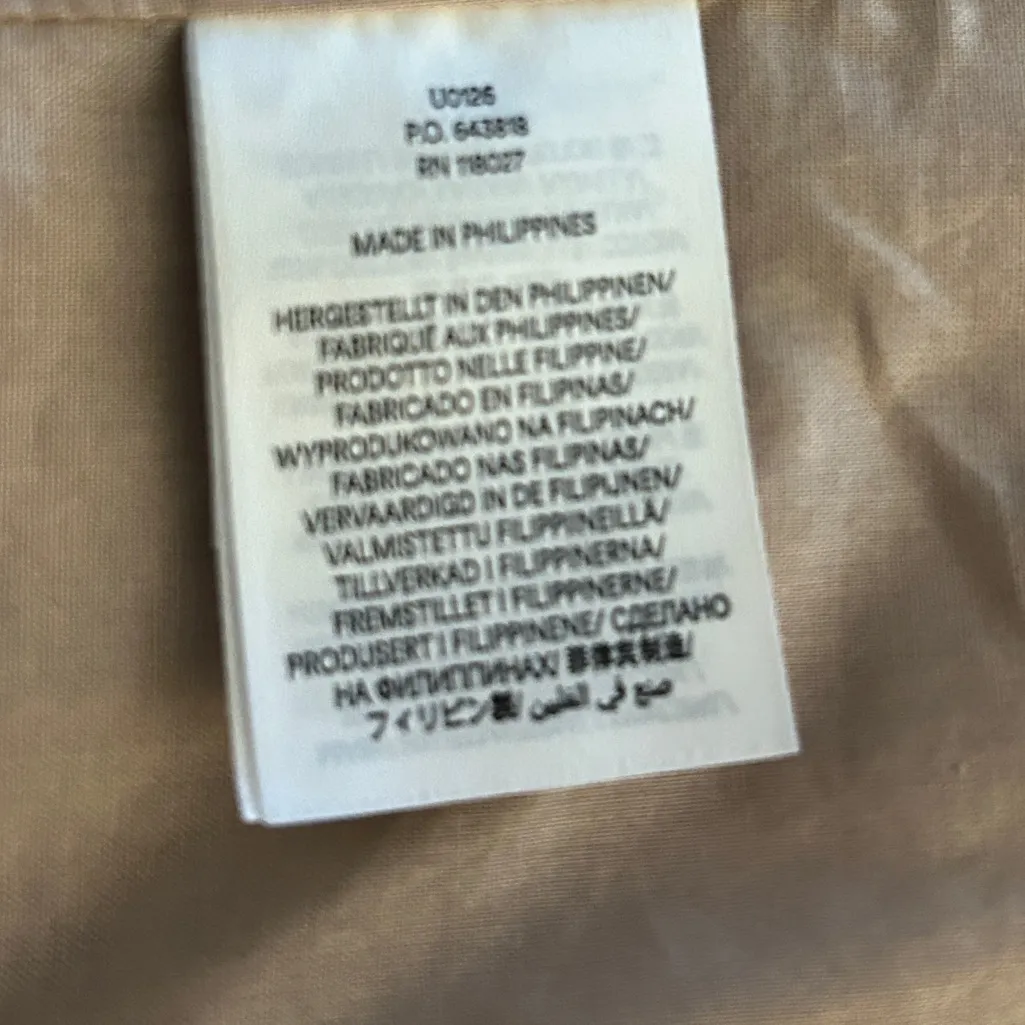 U0126
P.O. 643818
RN 118027
MADE IN PHILIPPINES
HERGESTELLT IN DEN PHILIPPINEN/
FABRIQUÉ AUX PHILIPPINES/
PRODOTTO NELLE FILIPPINE/
FABRICADO EN FILIPINAS/
WYPRODUKOWANO NA FILIPINACH/
FABRICADO NAS FILIPINAS/
VERVAARDIGD IN DE FILIPIJNEN/
VALMISTETTU FILIPPIINEILLÄ/
TILLVERKAD I FILIPPINERNA/
FREMSTILLET I FILIPPINERNE/
PRODUSERT I FILIPPINENE/ СДЕЛАНО
НА ФИЛИППИНАХ/ 菲律宾制造/
フィリピン製/ صنع في الفلبين